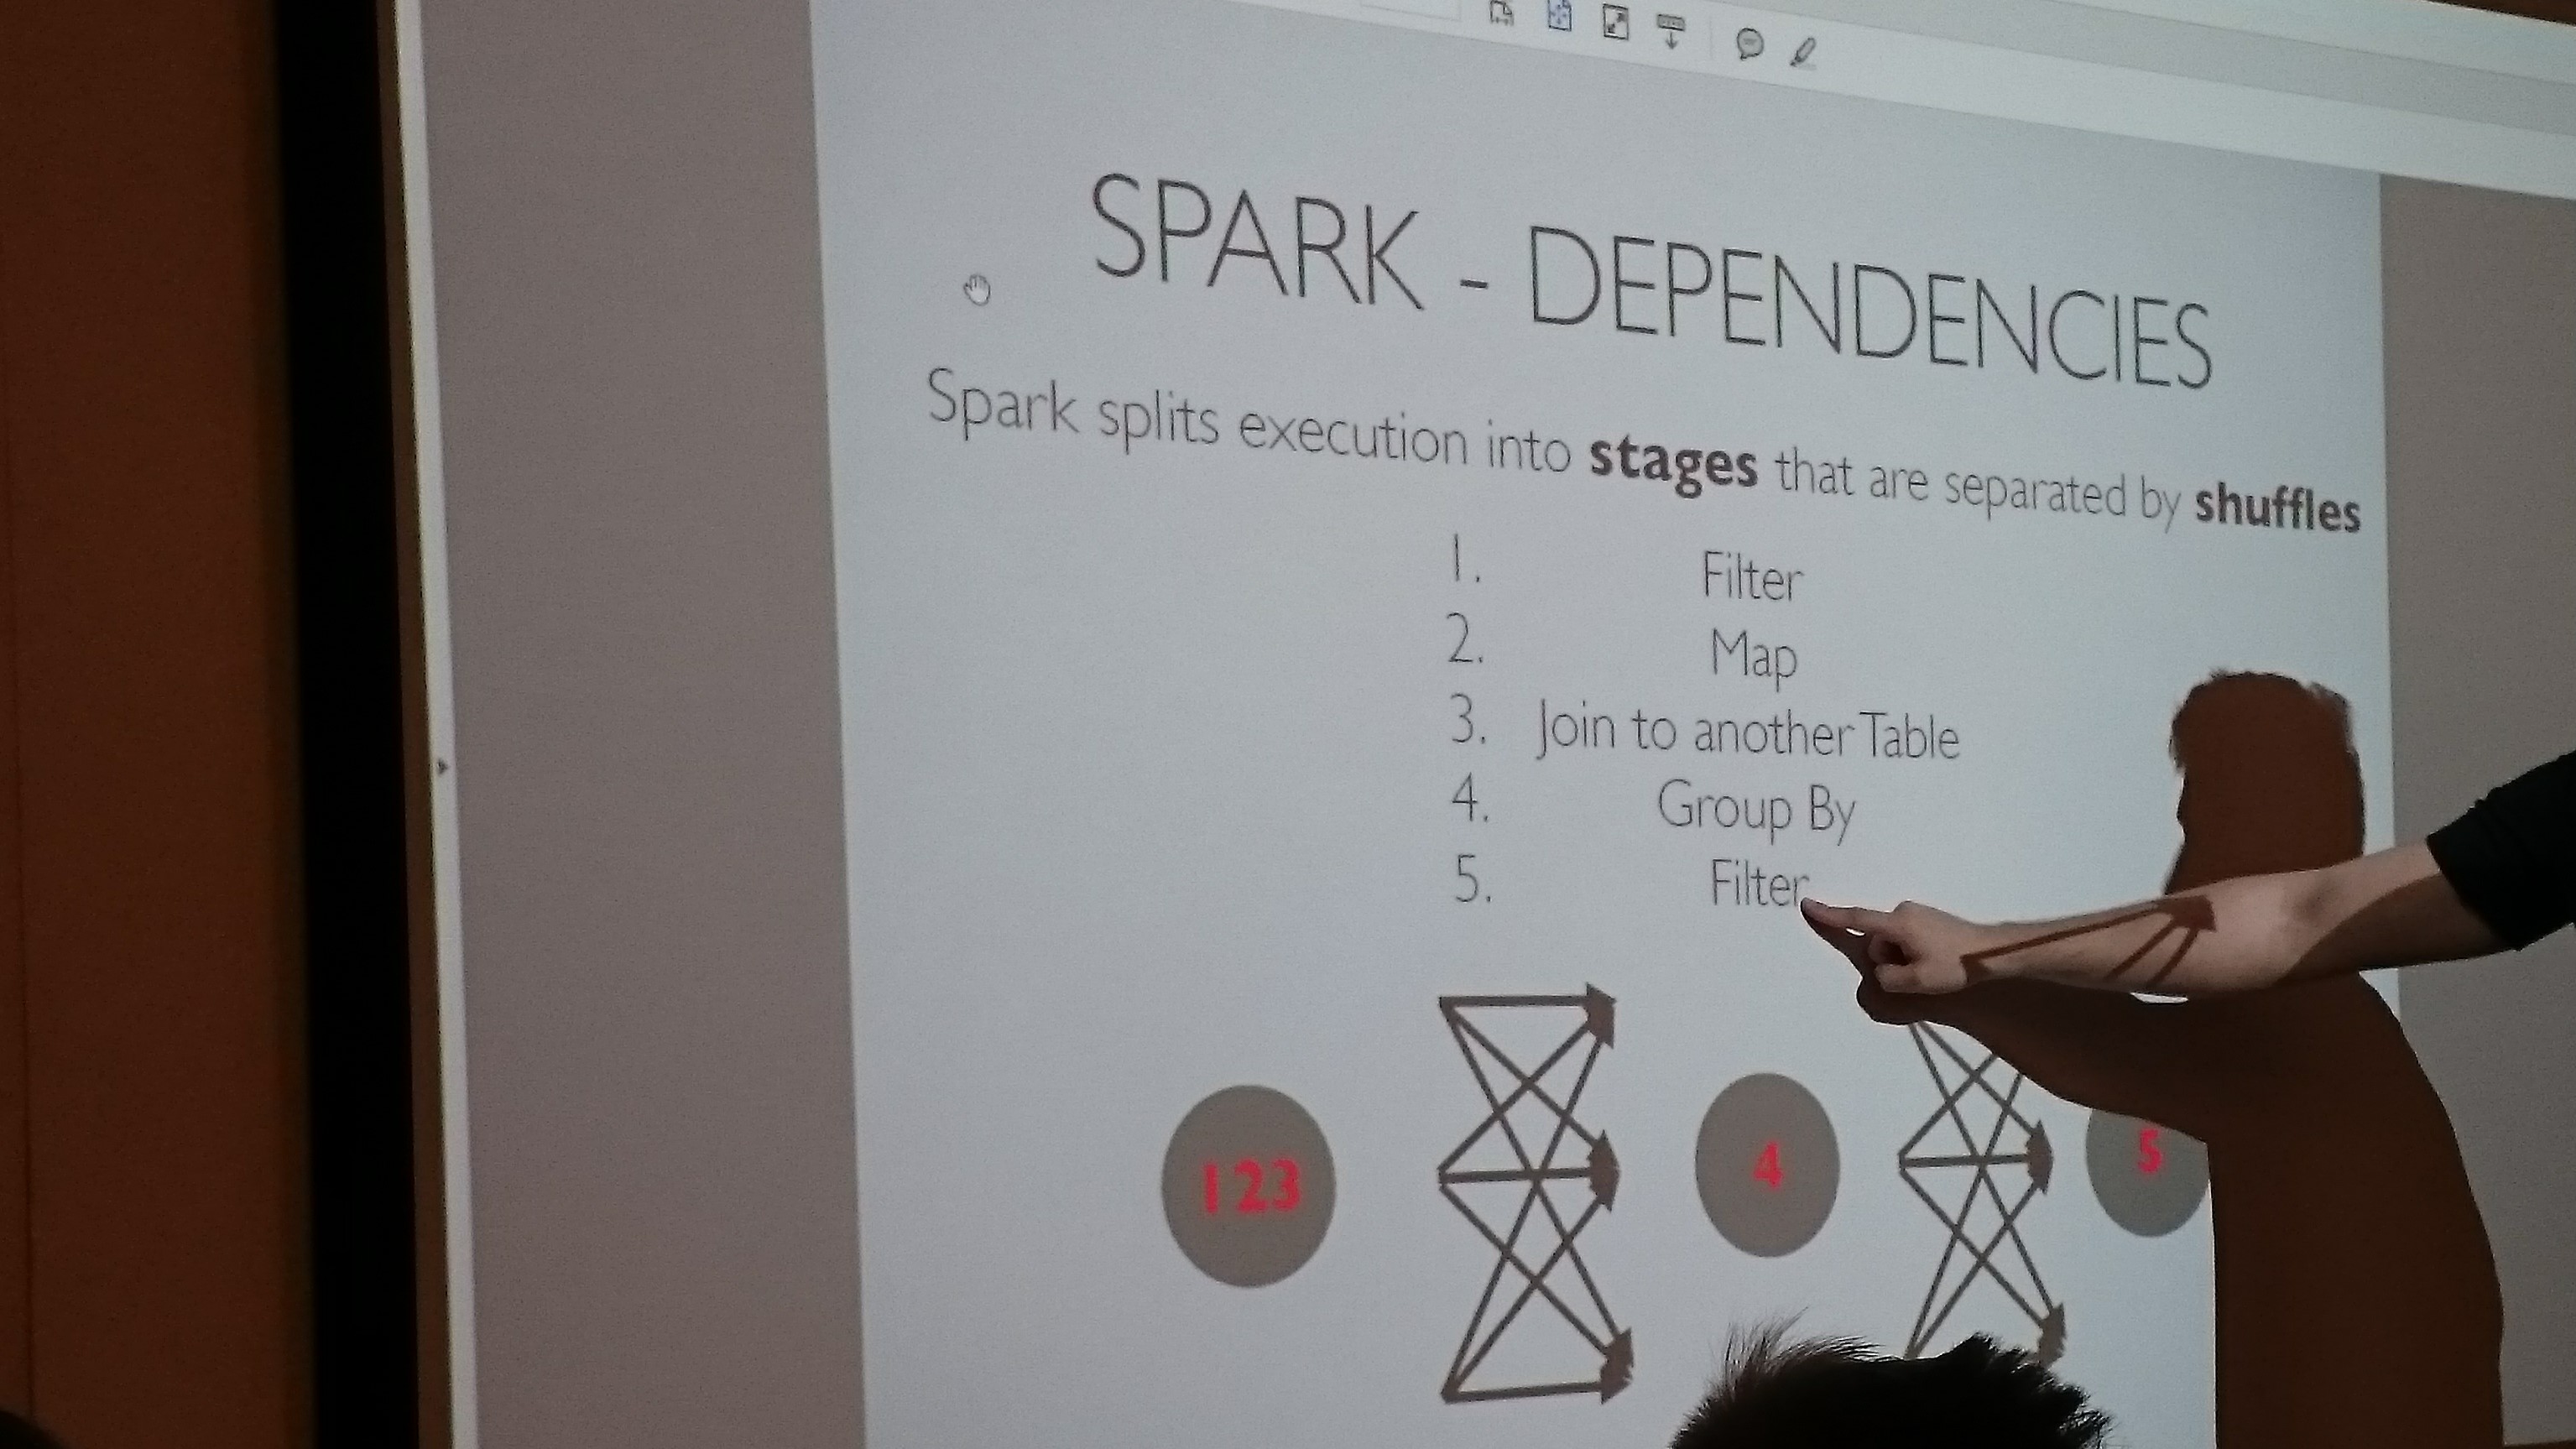 SPARK - DEPENDENCIES
Spark splits execution into stages that are separated by shuffles
1. Filter
2. Map
3. Join to another Table
4. Group By
5. Filter
123 4 5